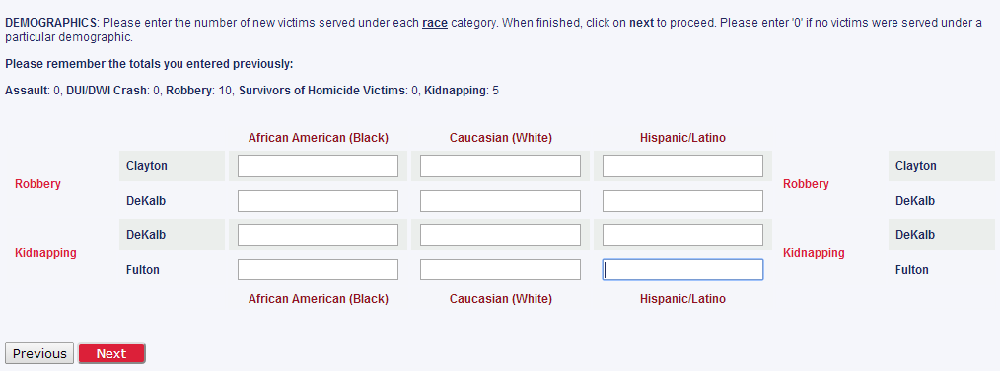 DEMOGRAPHICS: Please enter the number of new victims served under each race category. When finished, click on next to proceed. Please enter '0' if no victims were served under a
particular demographic.
Please remember the totals you entered previously:
Assault: 0, DUI/DWI Crash: 0, Robbery: 10, Survivors of Homicide Victims: 0, Kidnapping: 5
African American (Black) Caucasian (White) Hispanic/Latino
Clayton Clayton
Robbery Robbery
DeKalb DeKalb
DeKalb DeKalb
Kidnapping Kidnapping
Fulton Fulton
African American (Black) Caucasian (White) Hispanic/Latino
Previous Next